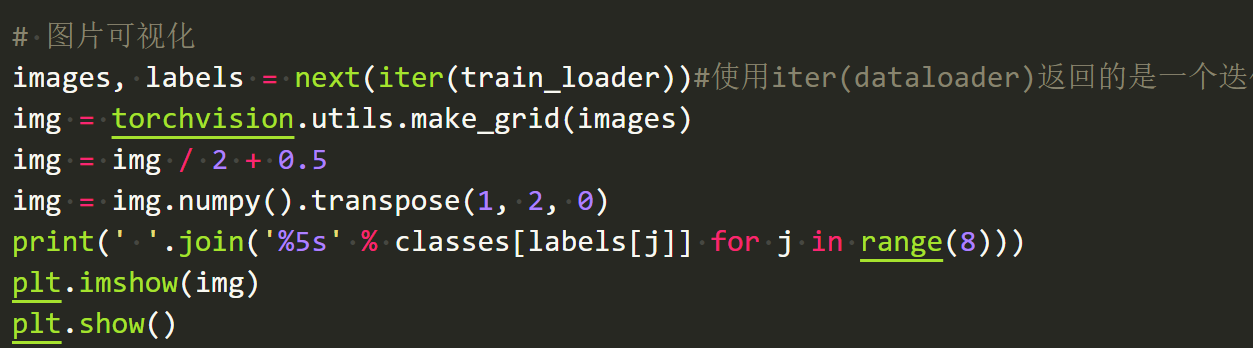 # 图片可视化
images, labels = next(iter(train_loader))#使用iter(dataloader)返回的是一个迭
img = torchvision.utils.make_grid(images)
img = img / 2 + 0.5
img = img.numpy().transpose(1, 2, 0)
print(' '.join('%5s' % classes[labels[j]] for j in range(8)))
plt.imshow(img)
plt.show()